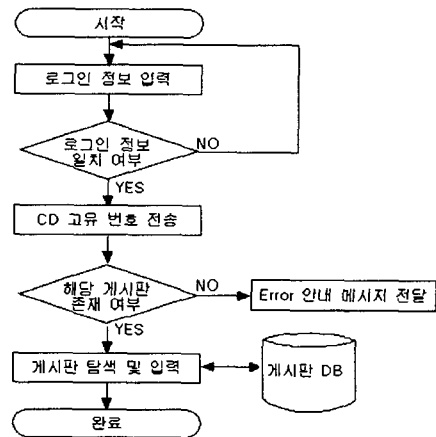 시작
로그인 정보 입력
로그인 정보
일치 여부
NO
YES
CD 고유 번호 전송
해당 게시판
존재 여부
NO
Error 안내 메시지 전달
YES
게시판 탐색 및 입력
게시판 DB
완료